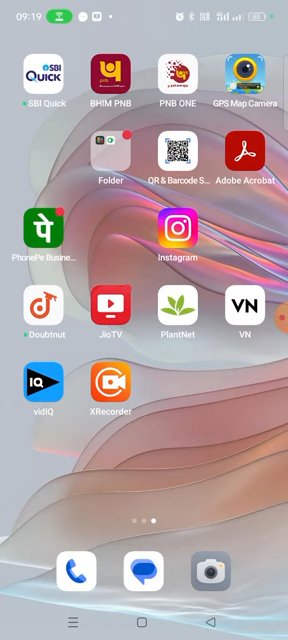 09:19
SBI
QUICK
SBI Quick
BHIM PNB
PNB ONE
GPS Map Camera
Folder
QR & Barcode S...
Adobe Acrobat
पे
PhonePe Busine...
Instagram
Doubtnut
JioTV
PlantNet
VN
VN
IQ
vidIQ
XRecorder